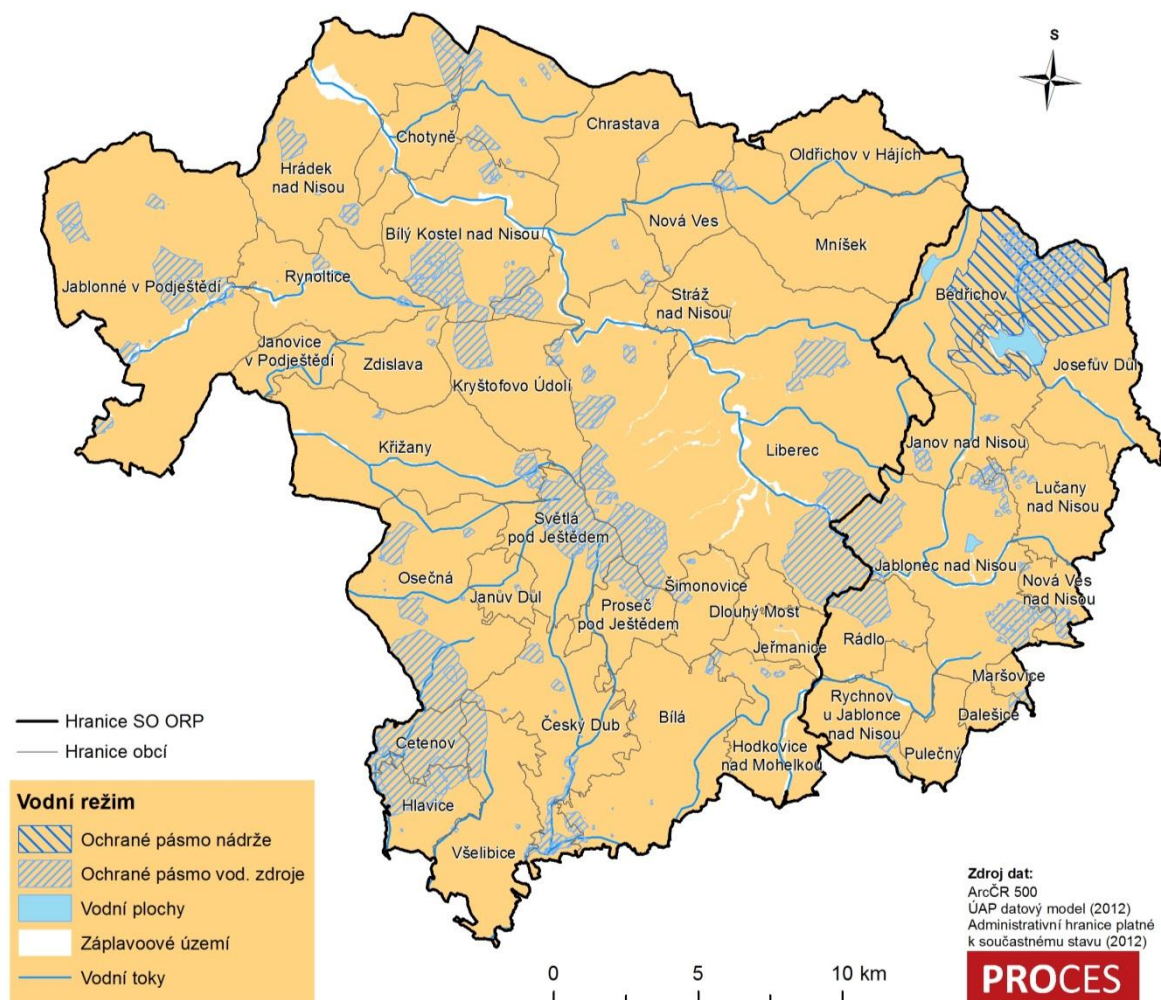 S
Chotyně
Chrastava
Oldřichov v Hájích
Hrádek
nad Nisou
Bílý Kostel nad Nisou
Nová Ves
Mníšek
Jablonné v Podještědí
Rynoltice
Stráž
nad Nisou
Bedřichov
Janovice
v Podještědí
Zdislava
Kryštofovo Údolí
Josefův Důl
Křižany
Liberec
Janov nad Nisou
Lučany
nad Nisou
Světlá
pod Ještědem
Jablonec nad Nisou
Osečná
Janův Důl
Šimonovice
Nová Ves
nad Nisou
Proseč
pod Ještědem
Dlouhý Most
Jeřmanice
Rádlo
Maršovice
Rychnov
u Jablonce
nad Nisou
Dalešice
Český Dub
Bílá
Hodkovice
nad Mohelkou
Pulečný
Cetenov
Hlavice
Všelibice
Hranice SO ORP
Hranice obcí
Vodní režim
Ochrané pásmo nádrže
Ochrané pásmo vod. zdroje
Vodní plochy
Záplavoové území
Vodní toky
0 5 10 km
Zdroj dat:
ArcČR 500
ÚAP datový model (2012)
Administrativní hranice platné
k součastnému stavu (2012)
PROCES